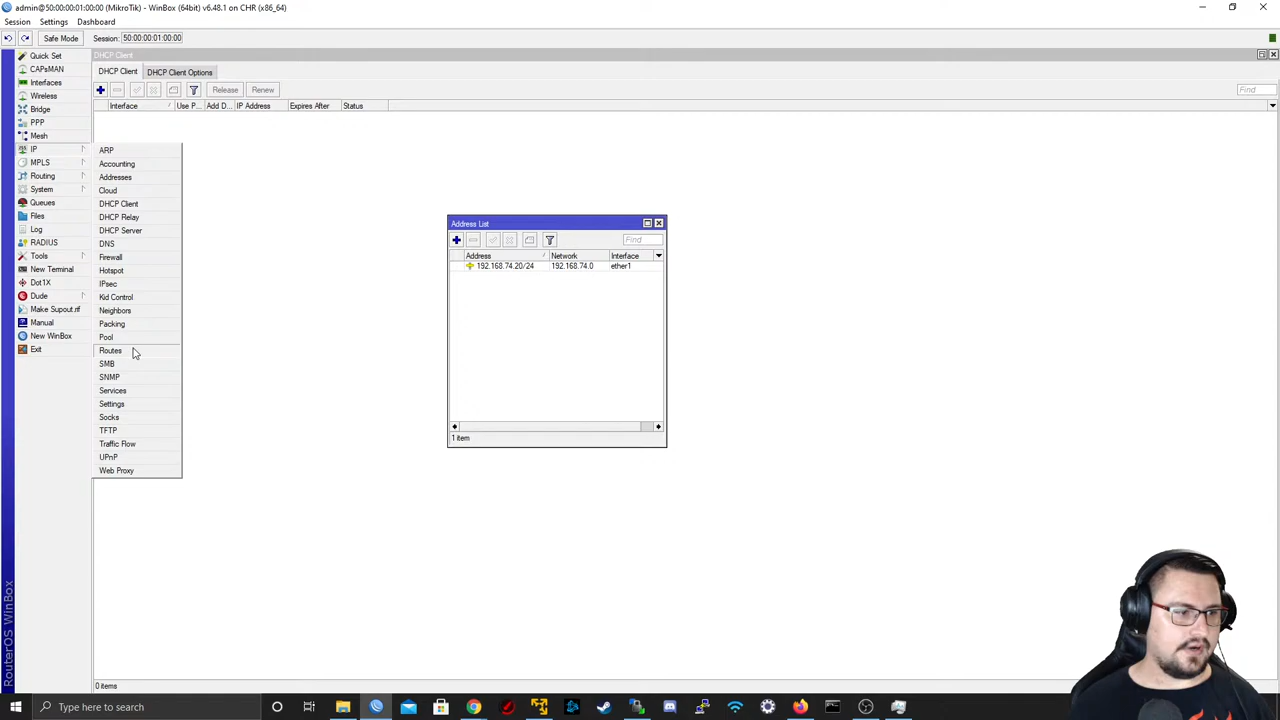 admin@50:00:00:01:00:00 (MikroTik) - WinBox (64bit) v6.48.1 on CHR (x86_64)
Session Settings Dashboard
Safe Mode Session: 50:00:00:01:00:00
Quick Set
CAPsMAN
Interfaces
Wireless
Bridge
PPP
Mesh
IP
MPLS
Routing
System
Queues
Files
Log
RADIUS
Tools
New Terminal
Dot1X
Dude
Make Supout.rif
Manual
New WinBox
Exit
RouterOS WinBox
DHCP Client
DHCP Client DHCP Client Options
Release Renew Find
Interface Use P... Add D... IP Address Expires After Status
ARP
Accounting
Addresses
Cloud
DHCP Client
DHCP Relay
DHCP Server
DNS
Firewall
Hotspot
IPsec
Kid Control
Neighbors
Packing
Pool
Routes
SMB
SNMP
Services
Settings
Socks
TFTP
Traffic Flow
UPnP
Web Proxy
Address List
Find
Address Network Interface
192.168.74.20/24 192.168.74.0 ether1
1 item
0 items
Type here to search